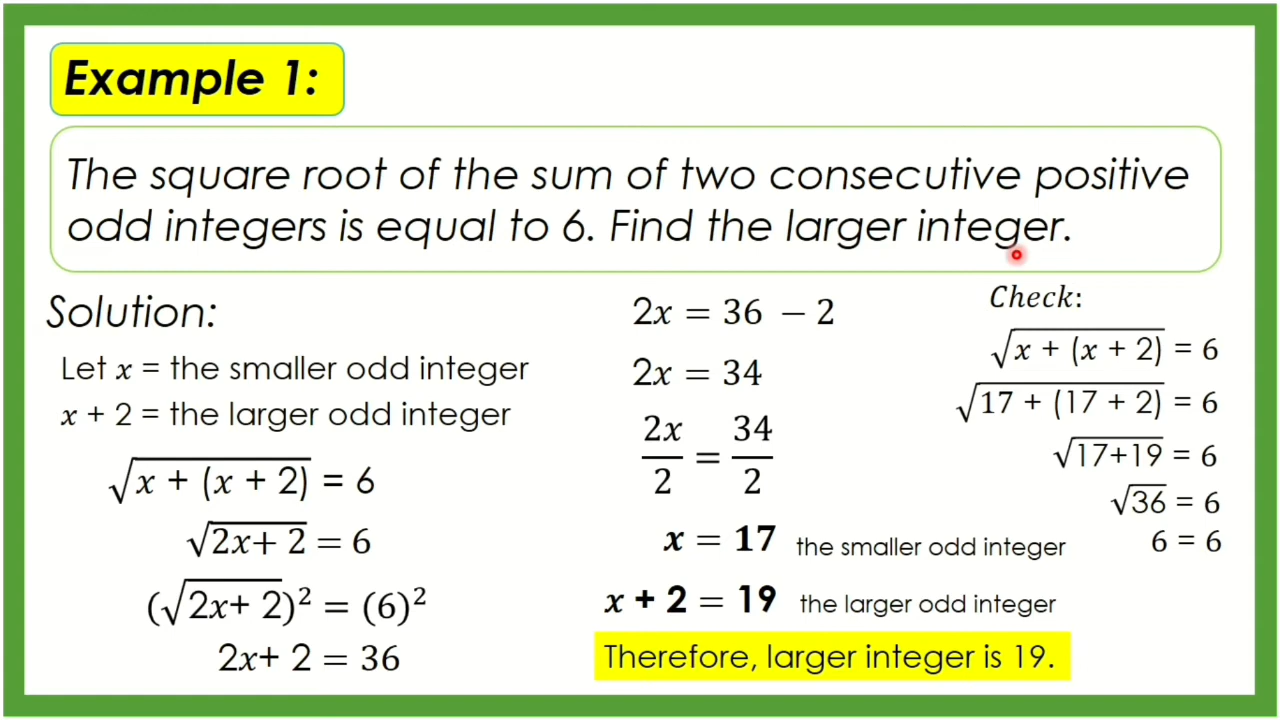 Example 1:
The square root of the sum of two consecutive positive
odd integers is equal to 6. Find the larger integer.
Solution:
Let x = the smaller odd integer
x + 2 = the larger odd integer
√(x + (x + 2)) = 6
√(2x+ 2) = 6
(√(2x+ 2))² = (6)²
2x+ 2 = 36
2x = 36 − 2
2x = 34
2x/2 = 34/2
x = 17 the smaller odd integer
x + 2 = 19 the larger odd integer
Therefore, larger integer is 19.
Check:
√(x + (x + 2)) = 6
√(17 + (17 + 2)) = 6
√(17+19) = 6
√36 = 6
6 = 6